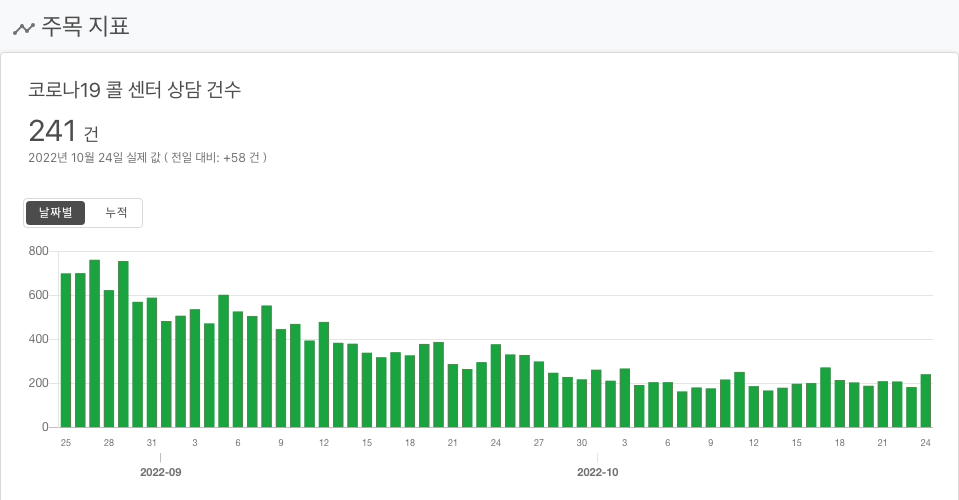 주목 지표
코로나19 콜 센터 상담 건수
241 건
2022년 10월 24일 실제 값 ( 전일 대비: +58 건 )
날짜별 누적
800
600
400
200
0
25 28 31 3 6 9 12 15 18 21 24 27 30 3 6 9 12 15 18 21 24
2022-09 2022-10